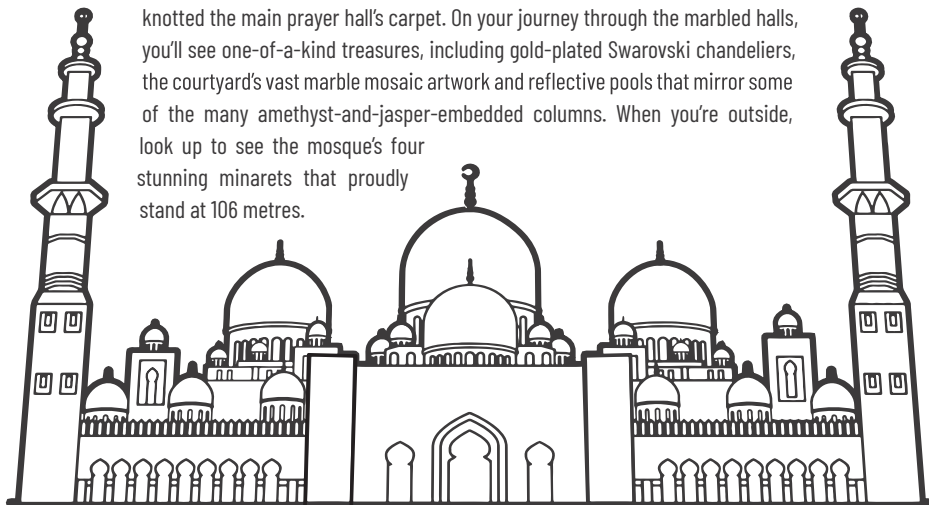 knotted the main prayer hall's carpet. On your journey through the marbled halls,
you'll see one-of-a-kind treasures, including gold-plated Swarovski chandeliers,
the courtyard's vast marble mosaic artwork and reflective pools that mirror some
of the many amethyst-and-jasper-embedded columns. When you're outside,
look up to see the mosque's four
stunning minarets that proudly
stand at 106 metres.